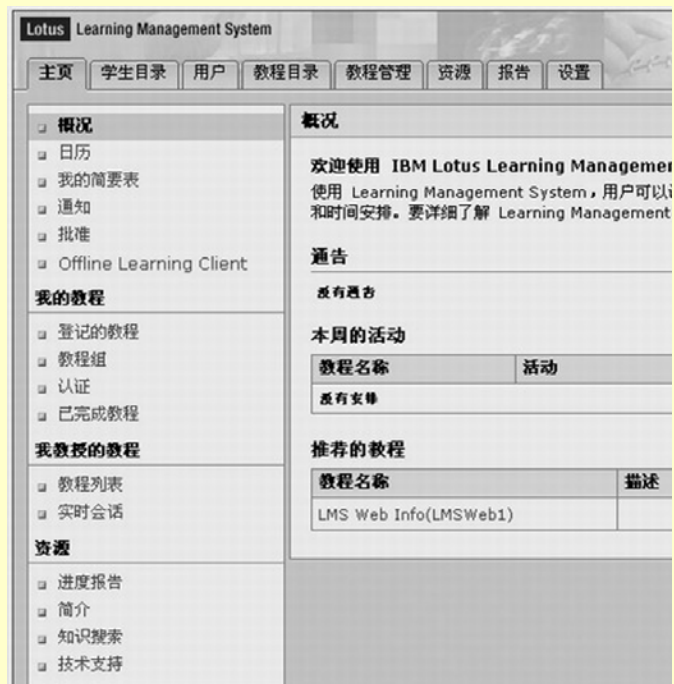 Lotus Learning Management System
主页 学生目录 用户 教程目录 教程管理 资源 报告 设置
概况
日历
我的简要表
通知
批准
Offline Learning Client
我的教程
登记的教程
教程组
认证
已完成教程
我教授的教程
教程列表
实时会话
资源
进度报告
简介
知识搜索
技术支持
概况
欢迎使用 IBM Lotus Learning Managemen
使用 Learning Management System，用户可以
和时间安排。要详细了解 Learning Management
通告
没有通告
本周的活动
教程名称 活动
没有安排
推荐的教程
教程名称 描述
LMS Web Info(LMSWeb1)